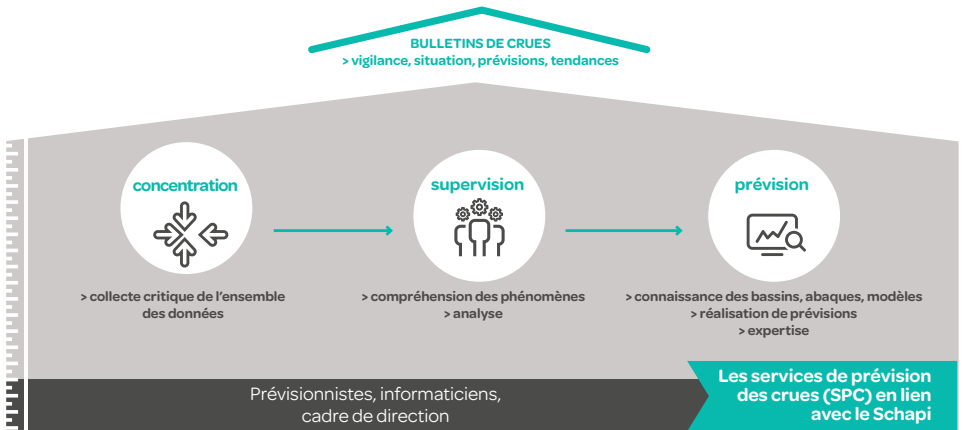 BULLETINS DE CRUES
> vigilance, situation, prévisions, tendances
concentration
supervision
prévision
> collecte critique de l'ensemble
des données
> compréhension des phénomènes
> analyse
> connaissance des bassins, abaques, modèles
> réalisation de prévisions
> expertise
Prévisionnistes, informaticiens,
cadre de direction
Les services de prévision
des crues (SPC) en lien
avec le Schapi